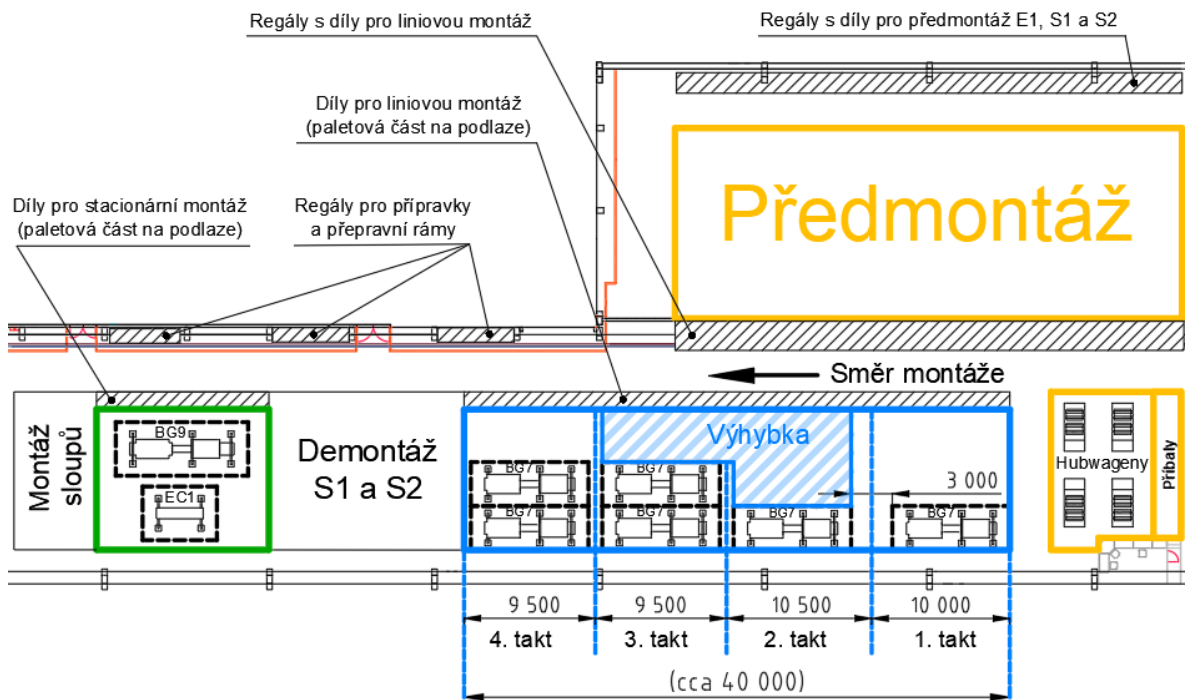 Regály s díly pro liniovou montáž
Regály s díly pro předmontáž E1, S1 a S2
Díly pro liniovou montáž
(paletová část na podlaze)
Díly pro stacionární montáž
(paletová část na podlaze)
Regály pro přípravky
a přepravní rámy
Předmontáž
Směr montáže
Montáž
sloupů
BG9
EC1
Demontáž
S1 a S2
Výhybka
BG7
BG7
BG7
BG7
BG7
BG7
3 000
Hubwageny
Příbaly
9 500
9 500
10 500
10 000
4. takt
3. takt
2. takt
1. takt
(cca 40 000)